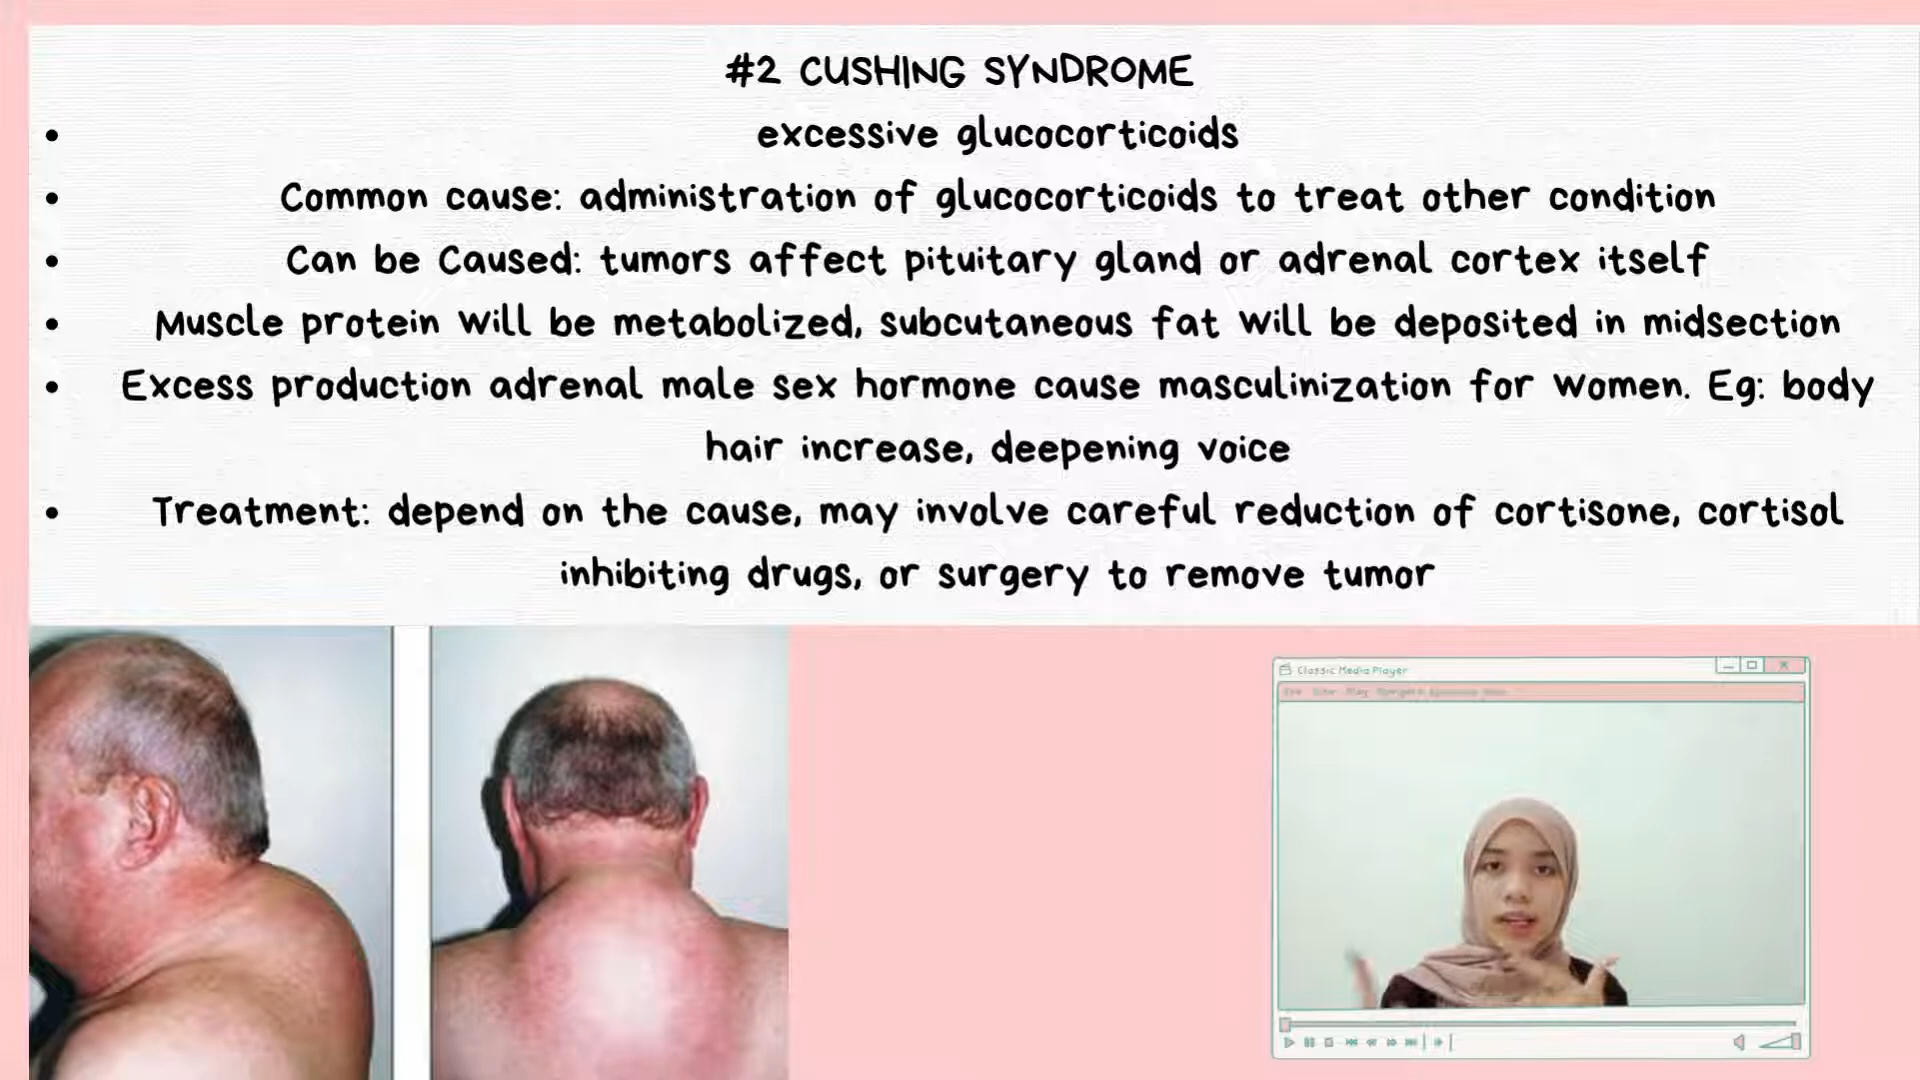 #2 CUSHING SYNDROME
• excessive glucocorticoids
• Common cause: administration of glucocorticoids to treat other condition
• Can be Caused: tumors affect pituitary gland or adrenal cortex itself
• Muscle protein will be metabolized, subcutaneous fat will be deposited in midsection
• Excess production adrenal male sex hormone cause masculinization for women. Eg: body
hair increase, deepening voice
• Treatment: depend on the cause, may involve careful reduction of cortisone, cortisol
inhibiting drugs, or surgery to remove tumor
Classic Media Player